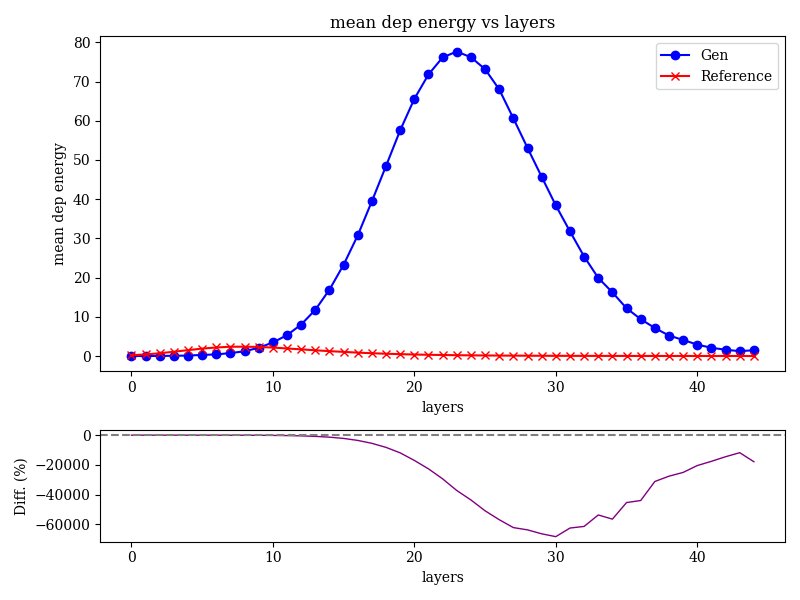 mean dep energy vs layers
80
70
60
50
40
30
20
10
0
mean dep energy
Gen
Reference
0 10 20 30 40
layers
0
−20000
−40000
−60000
Diff. (%)
0 10 20 30 40
layers